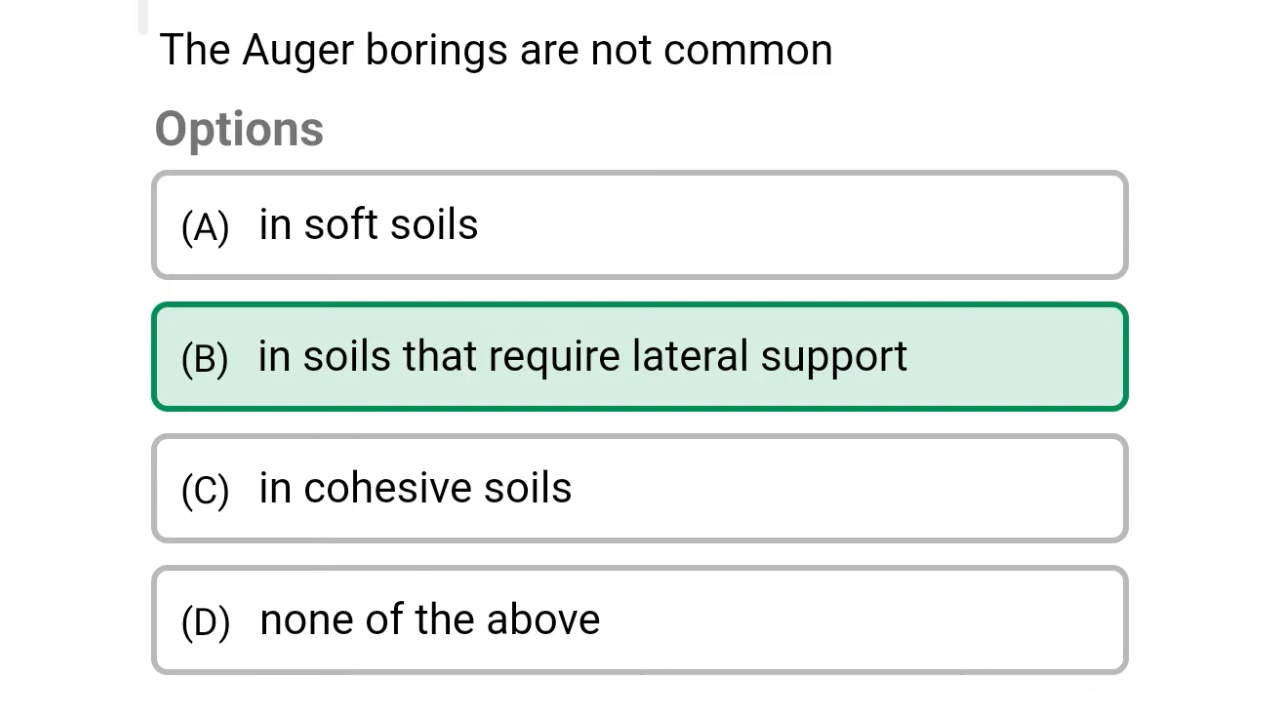 The Auger borings are not common
Options
(A) in soft soils
(B) in soils that require lateral support
(C) in cohesive soils
(D) none of the above